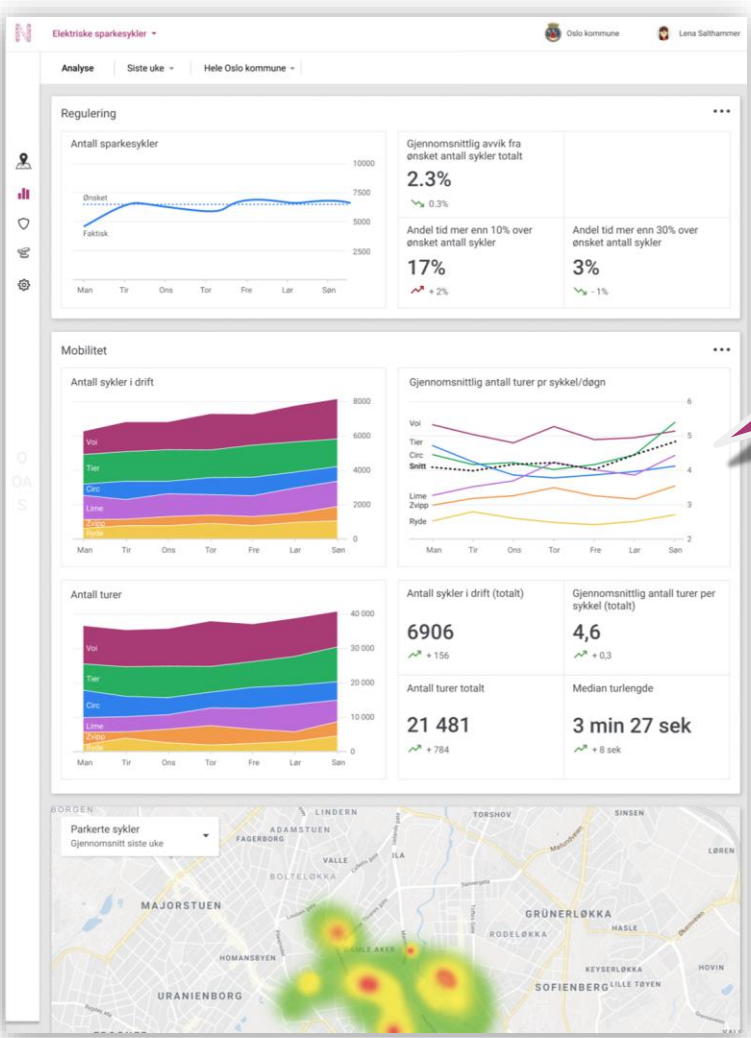 N
Elektriske sparkesykler
Oslo kommune
Lena Salthammer
Analyse
Siste uke
Hele Oslo kommune
Regulering
Antall sparkesykler
10000
7500
5000
2500
Ønsket
Faktisk
Man Tir Ons Tor Fre Lør Søn
Gjennomsnittlig avvik fra
ønsket antall sykler totalt
2.3%
0.3%
Andel tid mer enn 10% over
ønsket antall sykler
17%
+ 2%
Andel tid mer enn 30% over
ønsket antall sykler
3%
- 1%
Mobilitet
Antall sykler i drift
8000
6000
4000
2000
0
Voi
Tier
Circ
Lime
Zvipp
Ryde
Man Tir Ons Tor Fre Lør Søn
Gjennomsnittlig antall turer pr sykkel/døgn
6
5
4
3
2
Voi
Tier
Circ
Snitt
Lime
Zvipp
Ryde
Man Tir Ons Tor Fre Lør Søn
Antall turer
40 000
30 000
20 000
10 000
0
Voi
Tier
Circ
Lime
Zvipp
Ryde
Man Tir Ons Tor Fre Lør Søn
Antall sykler i drift (totalt)
6906
+ 156
Gjennomsnittlig antall turer per
sykkel (totalt)
4,6
+ 0,3
Antall turer totalt
21 481
+ 784
Median turlengde
3 min 27 sek
+ 8 sek
O
OA
S
Parkerte sykler
Gjennomsnitt siste uke
BORGEN
LINDERN
TORSHOV
SINSEN
ADAMSTUEN
FAGERBORG
VALLE
ILA
LØREN
BOLTELØKKA
MAJORSTUEN
GRÜNERLØKKA
RODELØKKA
HASLE
GAMLE AKER
HOMANSBYEN
KEYSERLØKKA
HOVIN
URANIENBORG
SOFIENBERG
LILLE TØYEN